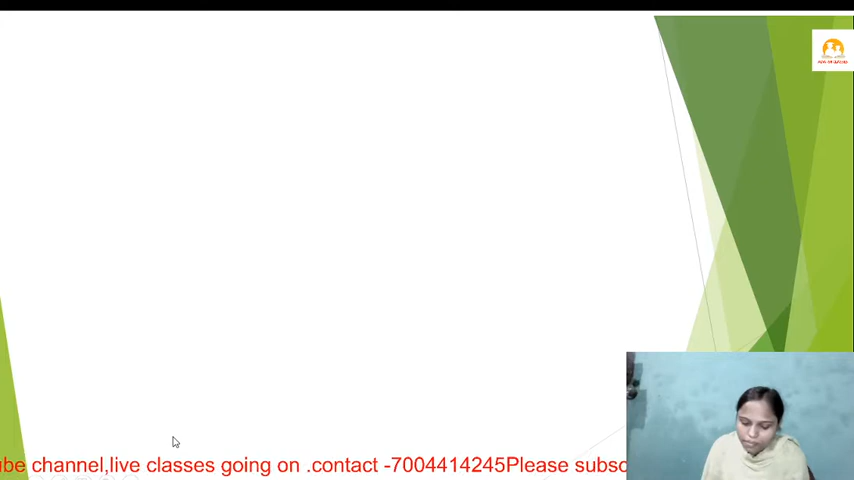 ube channel,live classes going on .contact -7004414245Please subsc